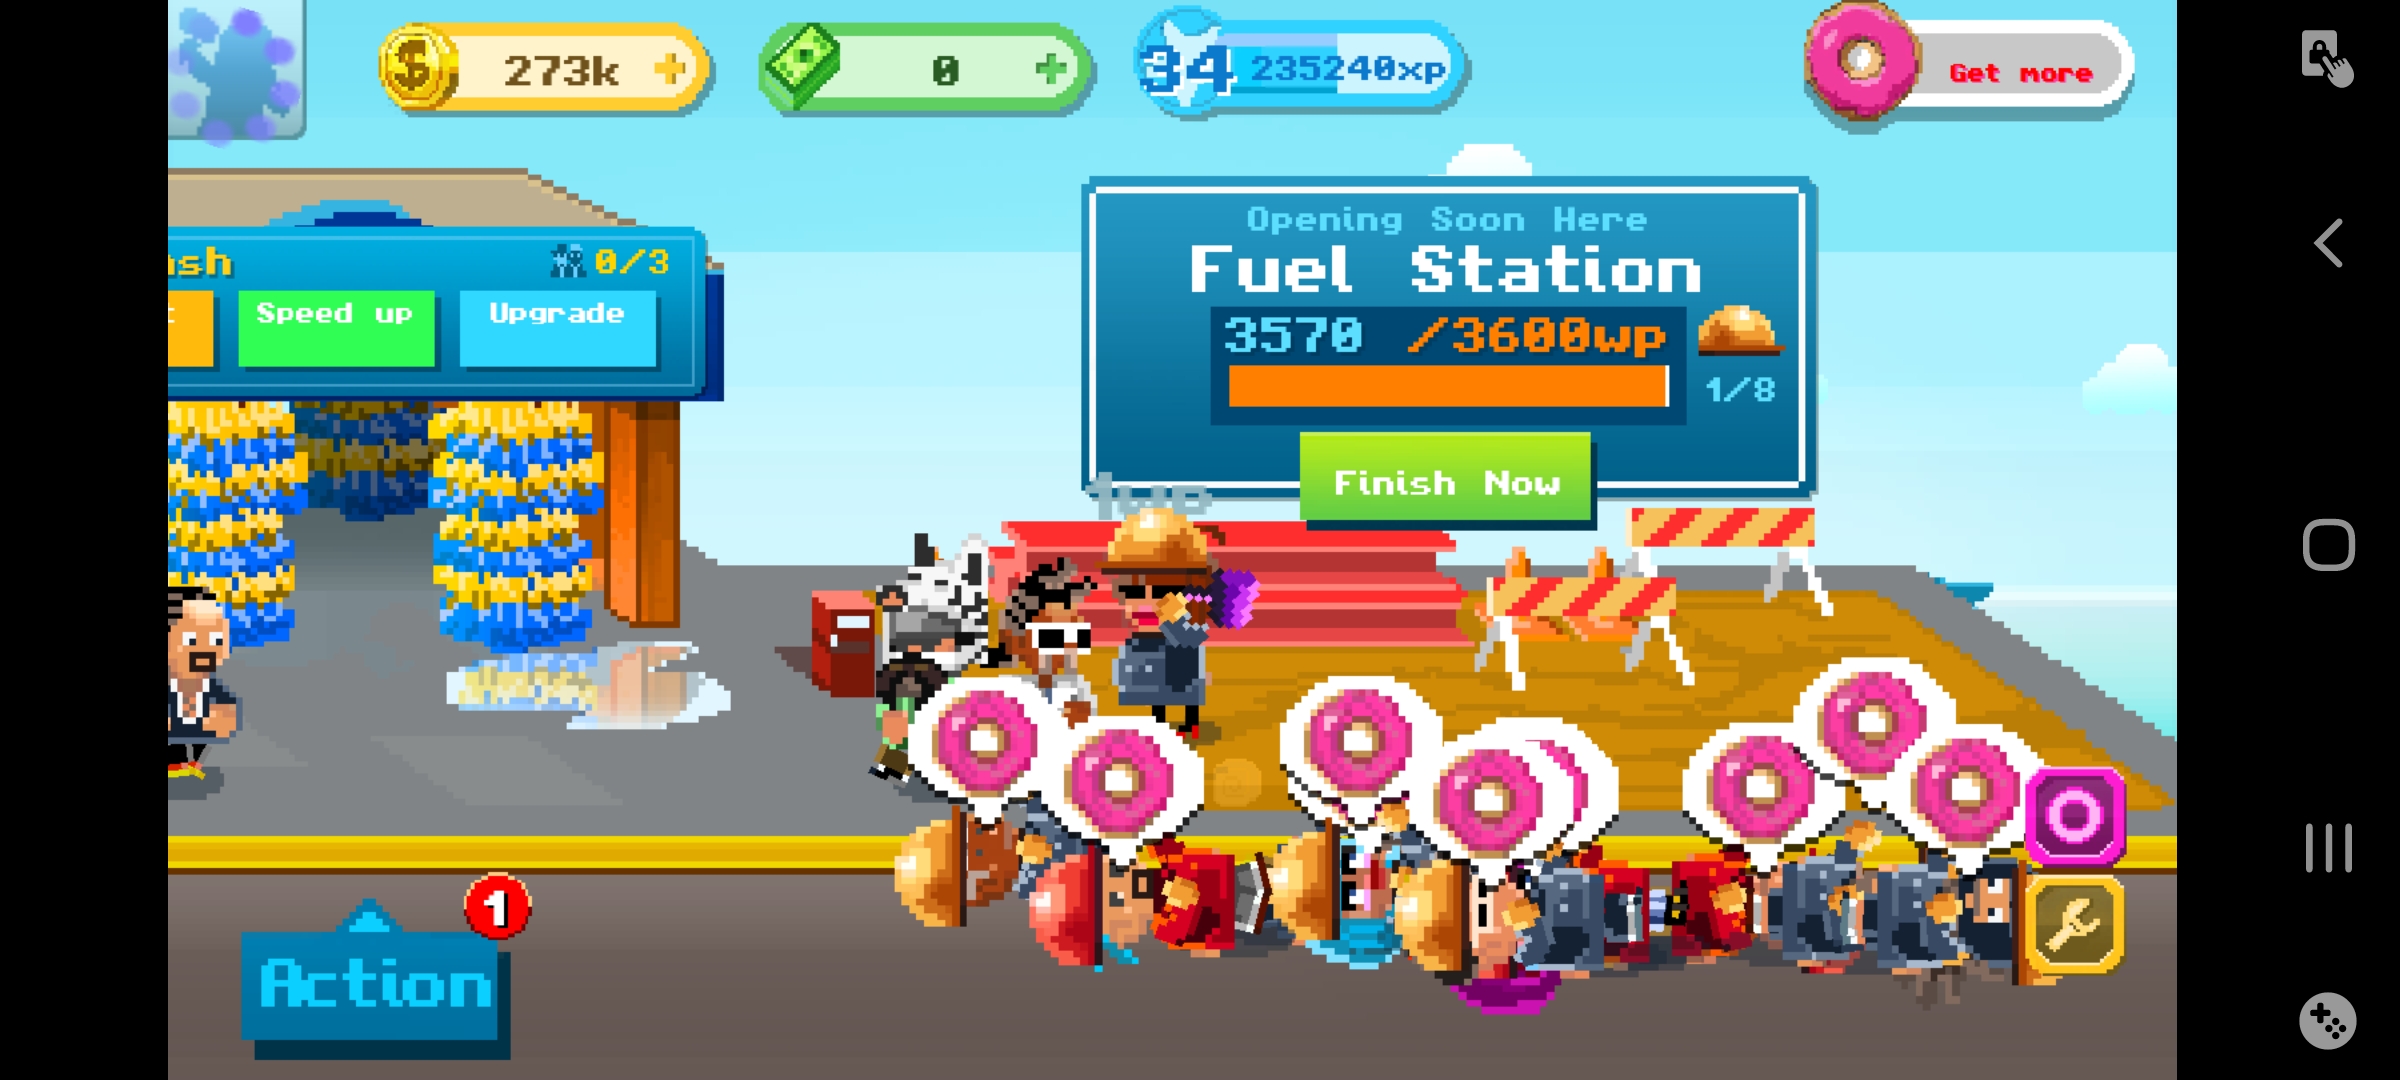 273k
0
34 235240xp
Get more
0/3
Speed up
Upgrade
Opening Soon Here
Fuel Station
3570 /3600wp
1/8
Finish Now
1wp
1
Action